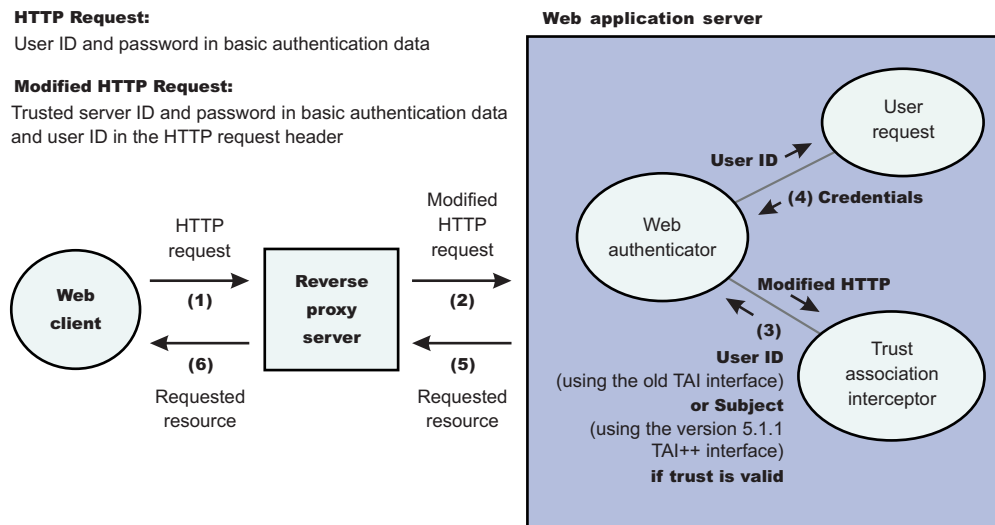 HTTP Request:
User ID and password in basic authentication data
Modified HTTP Request:
Trusted server ID and password in basic authentication data
and user ID in the HTTP request header
Web application server
User
request
User ID
(4) Credentials
Web
authenticator
Modified HTTP
(3)
User ID
(using the old TAI interface)
or Subject
(using the version 5.1.1
TAI++ interface)
if trust is valid
Trust
association
interceptor
Web
client
HTTP
request
(1)
(6)
Requested
resource
Reverse
proxy
server
Modified
HTTP
request
(2)
(5)
Requested
resource